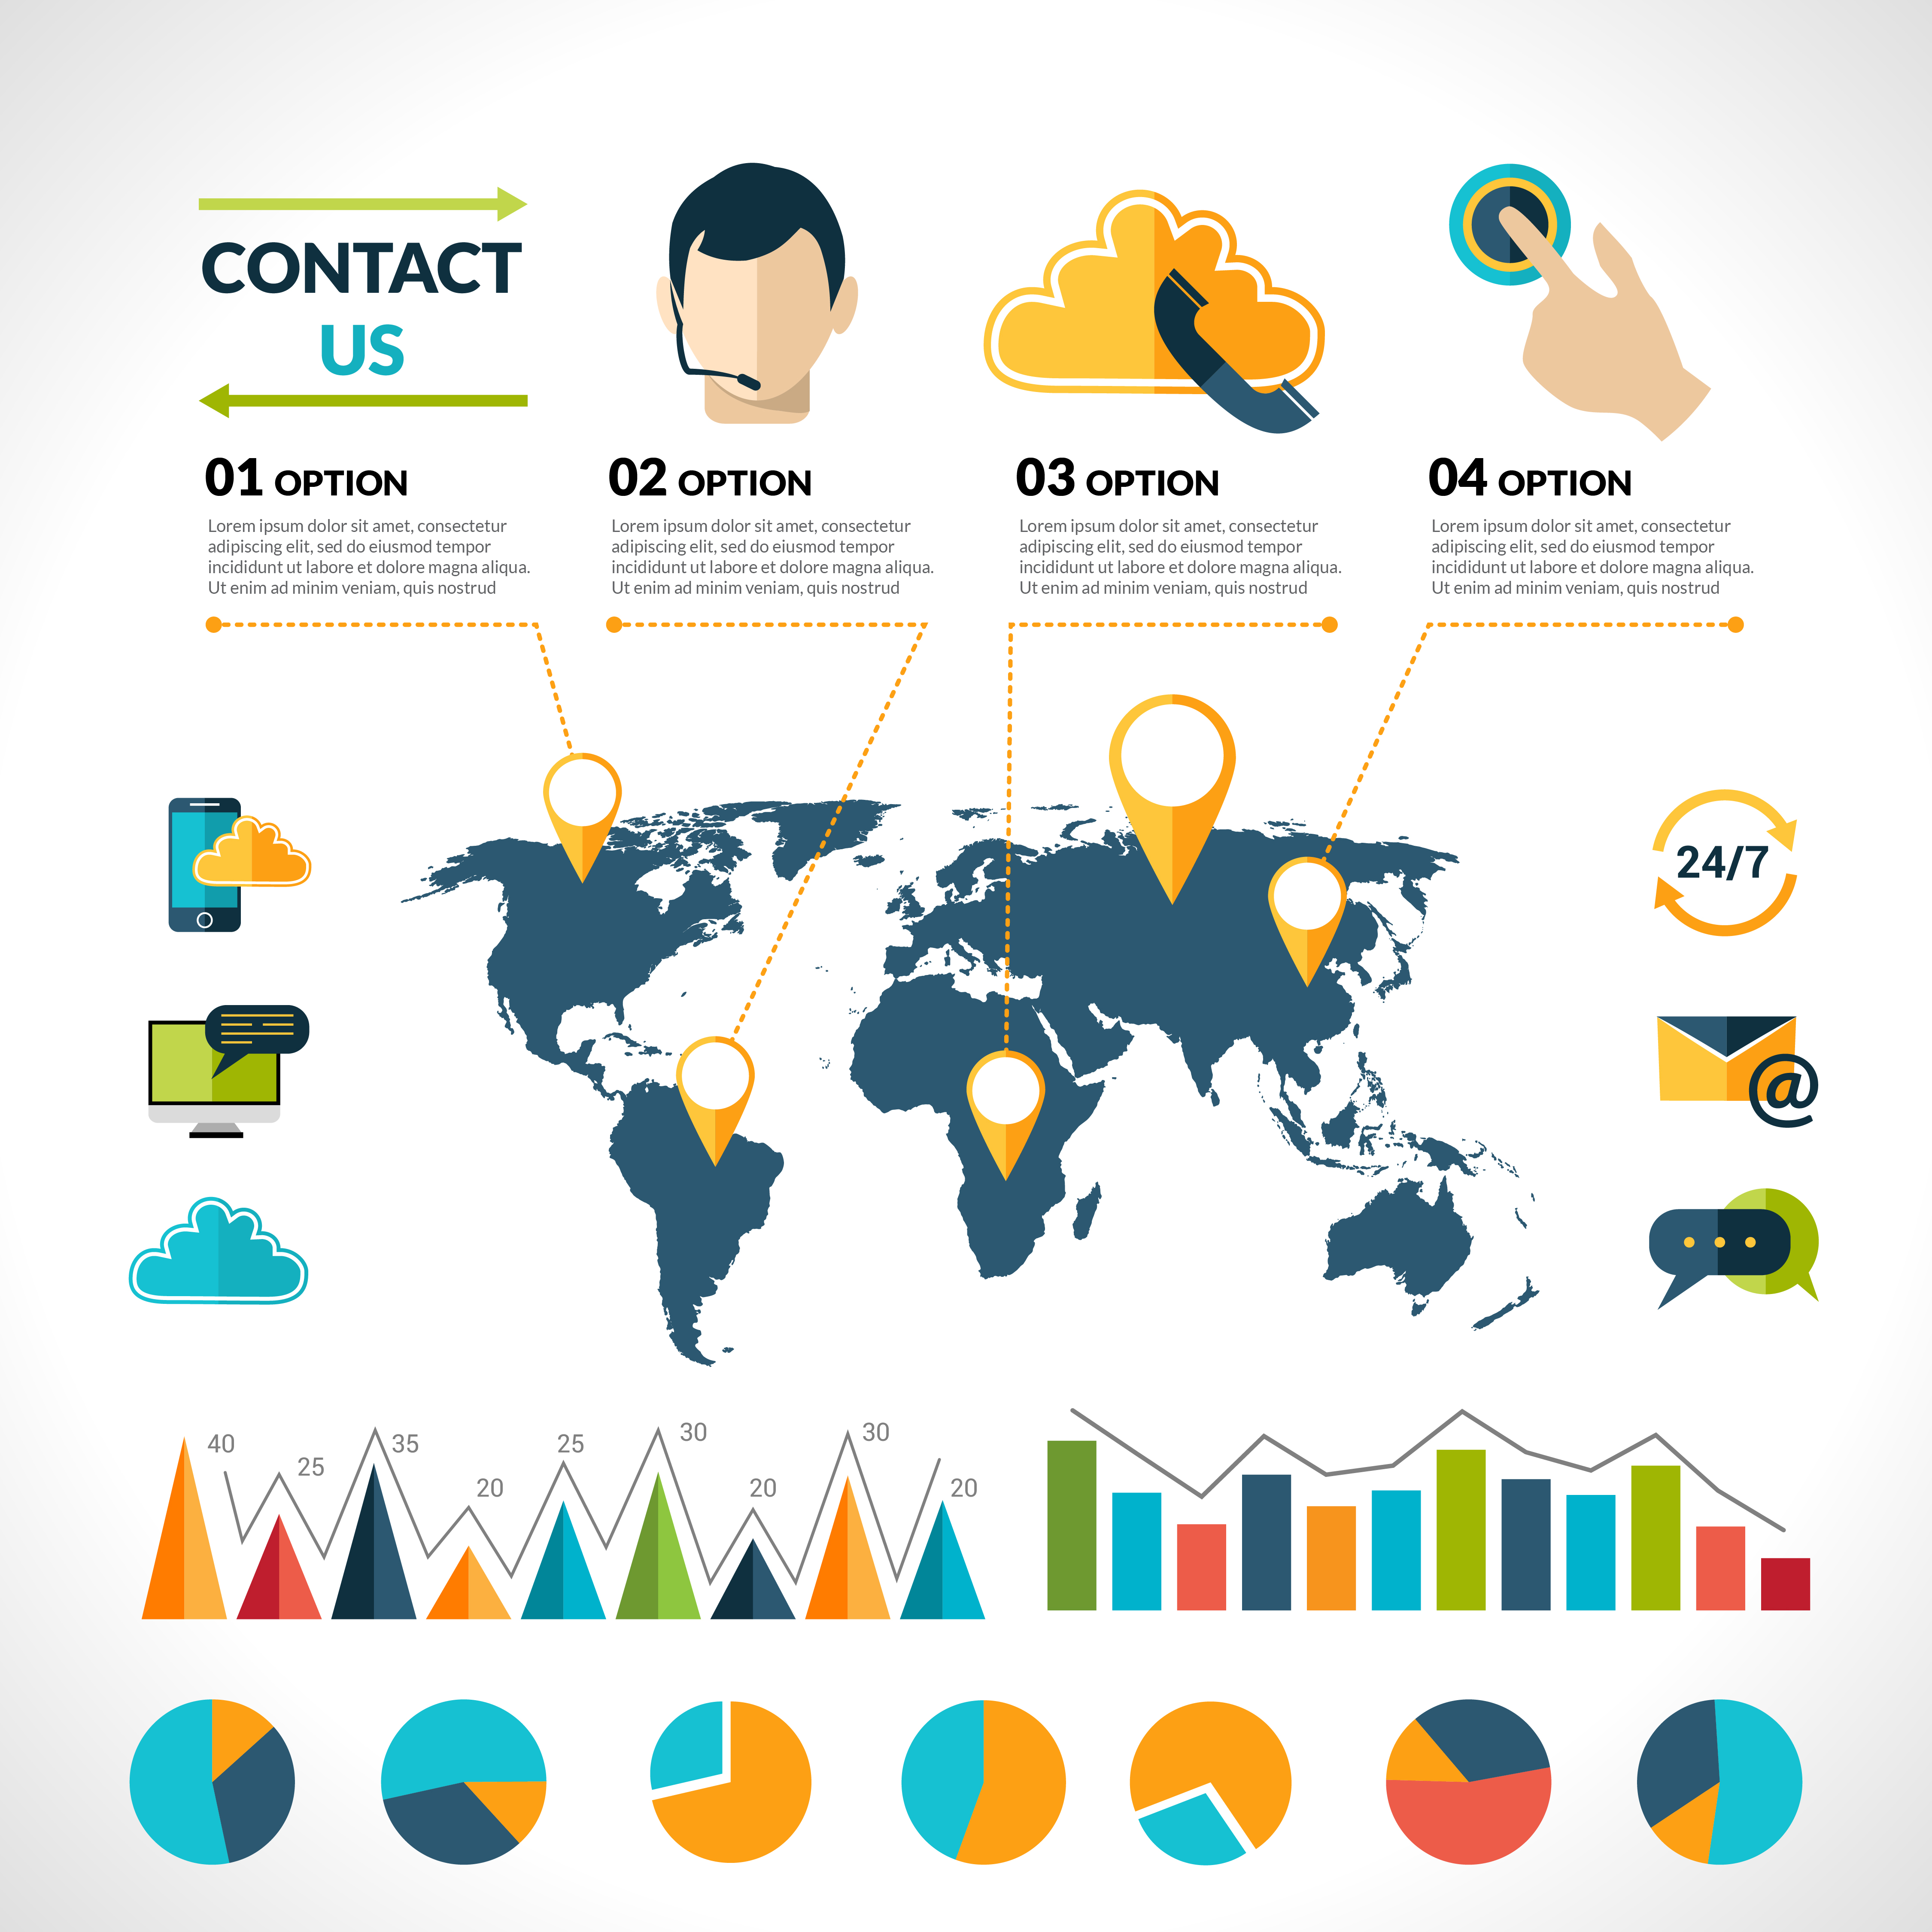 CONTACT
US
01 OPTION
Lorem ipsum dolor sit amet, consectetur
adipiscing elit, sed do eiusmod tempor
incididunt ut labore et dolore magna aliqua.
Ut enim ad minim veniam, quis nostrud
02 OPTION
Lorem ipsum dolor sit amet, consectetur
adipiscing elit, sed do eiusmod tempor
incididunt ut labore et dolore magna aliqua.
Ut enim ad minim veniam, quis nostrud
03 OPTION
Lorem ipsum dolor sit amet, consectetur
adipiscing elit, sed do eiusmod tempor
incididunt ut labore et dolore magna aliqua.
Ut enim ad minim veniam, quis nostrud
04 OPTION
Lorem ipsum dolor sit amet, consectetur
adipiscing elit, sed do eiusmod tempor
incididunt ut labore et dolore magna aliqua.
Ut enim ad minim veniam, quis nostrud
24/7
@
40
25
35
20
25
30
20
30
20